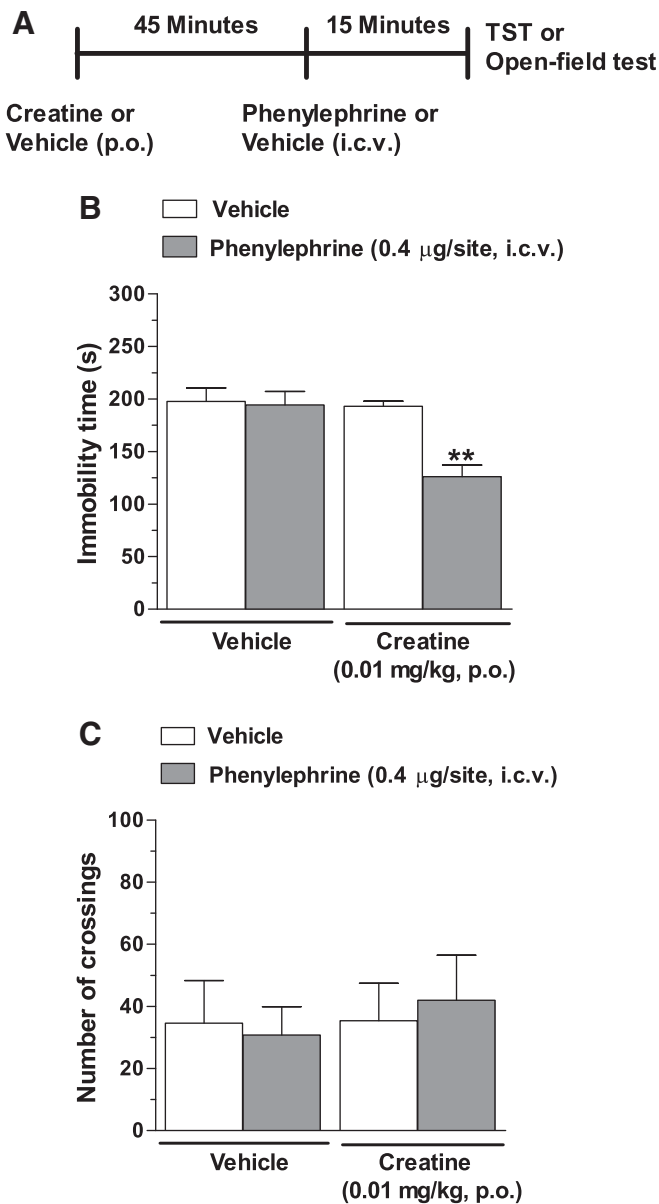 A
45 Minutes
15 Minutes
TST or
Open-field test
Creatine or
Vehicle (p.o.)
Phenylephrine or
Vehicle (i.c.v.)
B
Vehicle
Phenylephrine (0.4 μg/site, i.c.v.)
300
250
200
150
100
50
0
Immobility time (s)
**
Vehicle
Creatine
(0.01 mg/kg, p.o.)
C
Vehicle
Phenylephrine (0.4 μg/site, i.c.v.)
100
80
60
40
20
0
Number of crossings
Vehicle
Creatine
(0.01 mg/kg, p.o.)